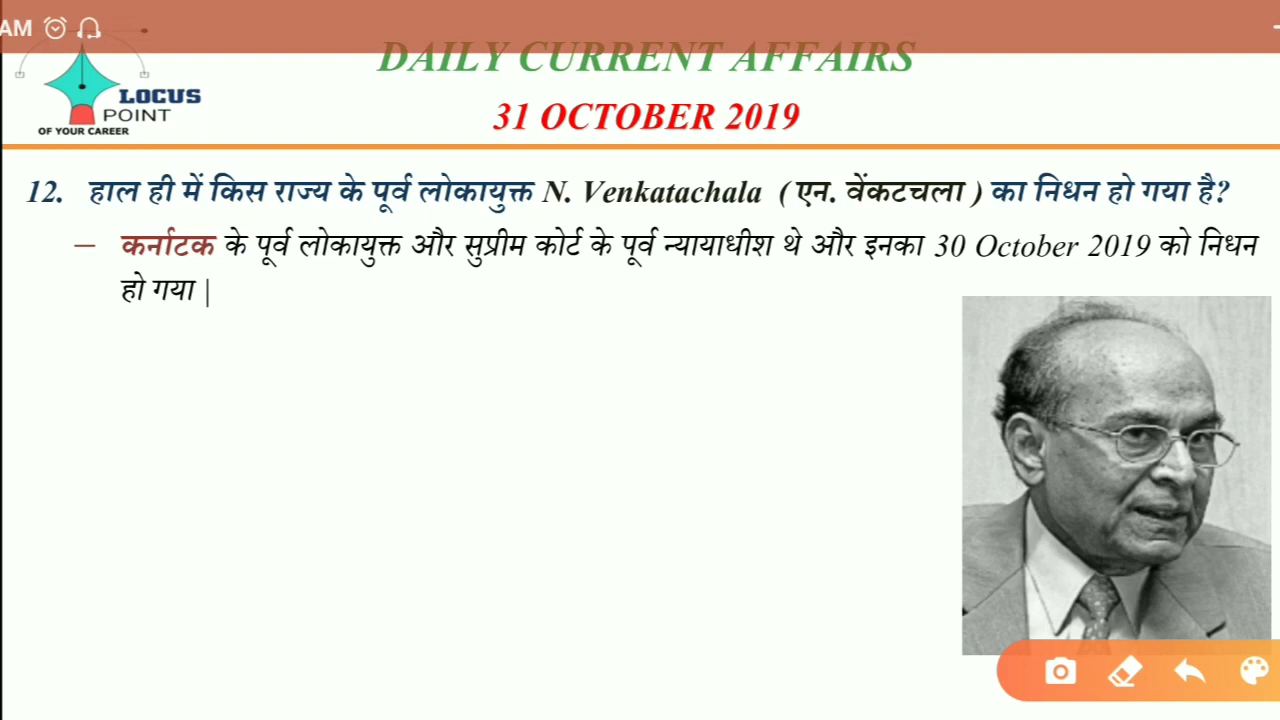 AM
DAILY CURRENT AFFAIRS
LOCUS
POINT
OF YOUR CAREER
31 OCTOBER 2019
12. हाल ही में किस राज्य के पूर्व लोकायुक्त N. Venkatachala ( एन. वेंकटचला ) का निधन हो गया है?
– कर्नाटक के पूर्व लोकायुक्त और सुप्रीम कोर्ट के पूर्व न्यायाधीश थे और इनका 30 October 2019 को निधन
हो गया |